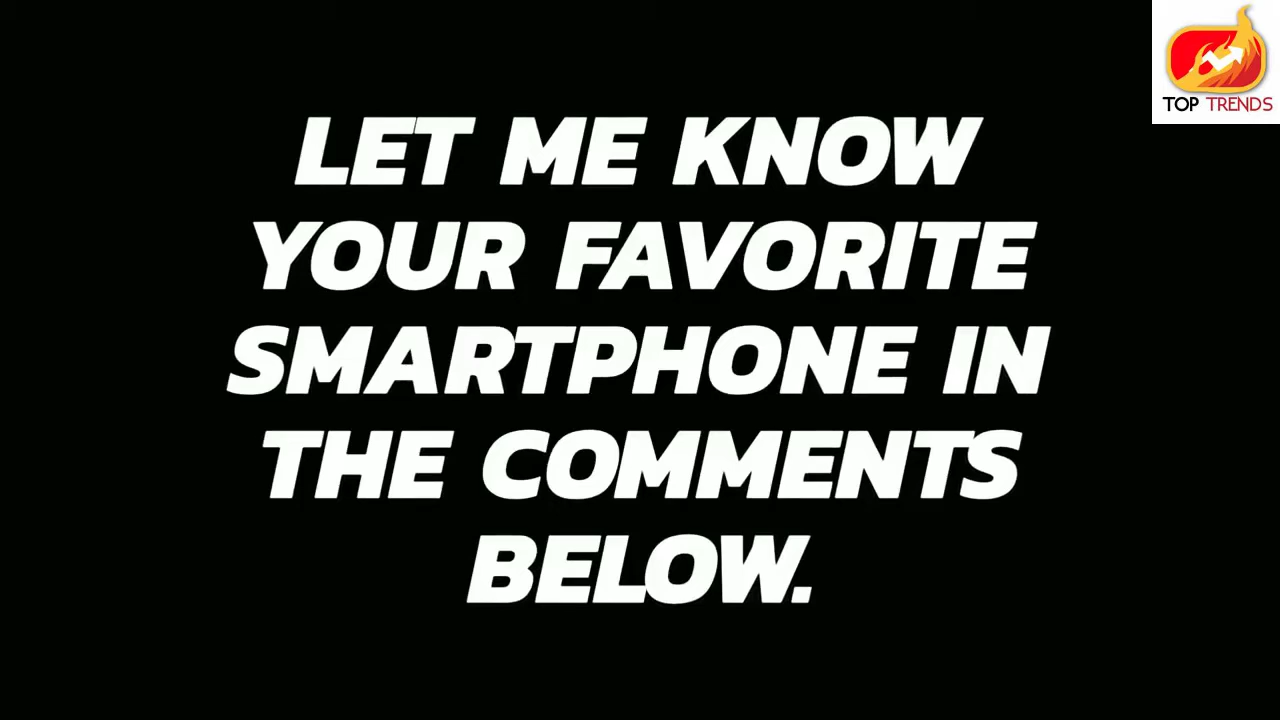 TOP TRENDS
LET ME KNOW
YOUR FAVORITE
SMARTPHONE IN
THE COMMENTS
BELOW.